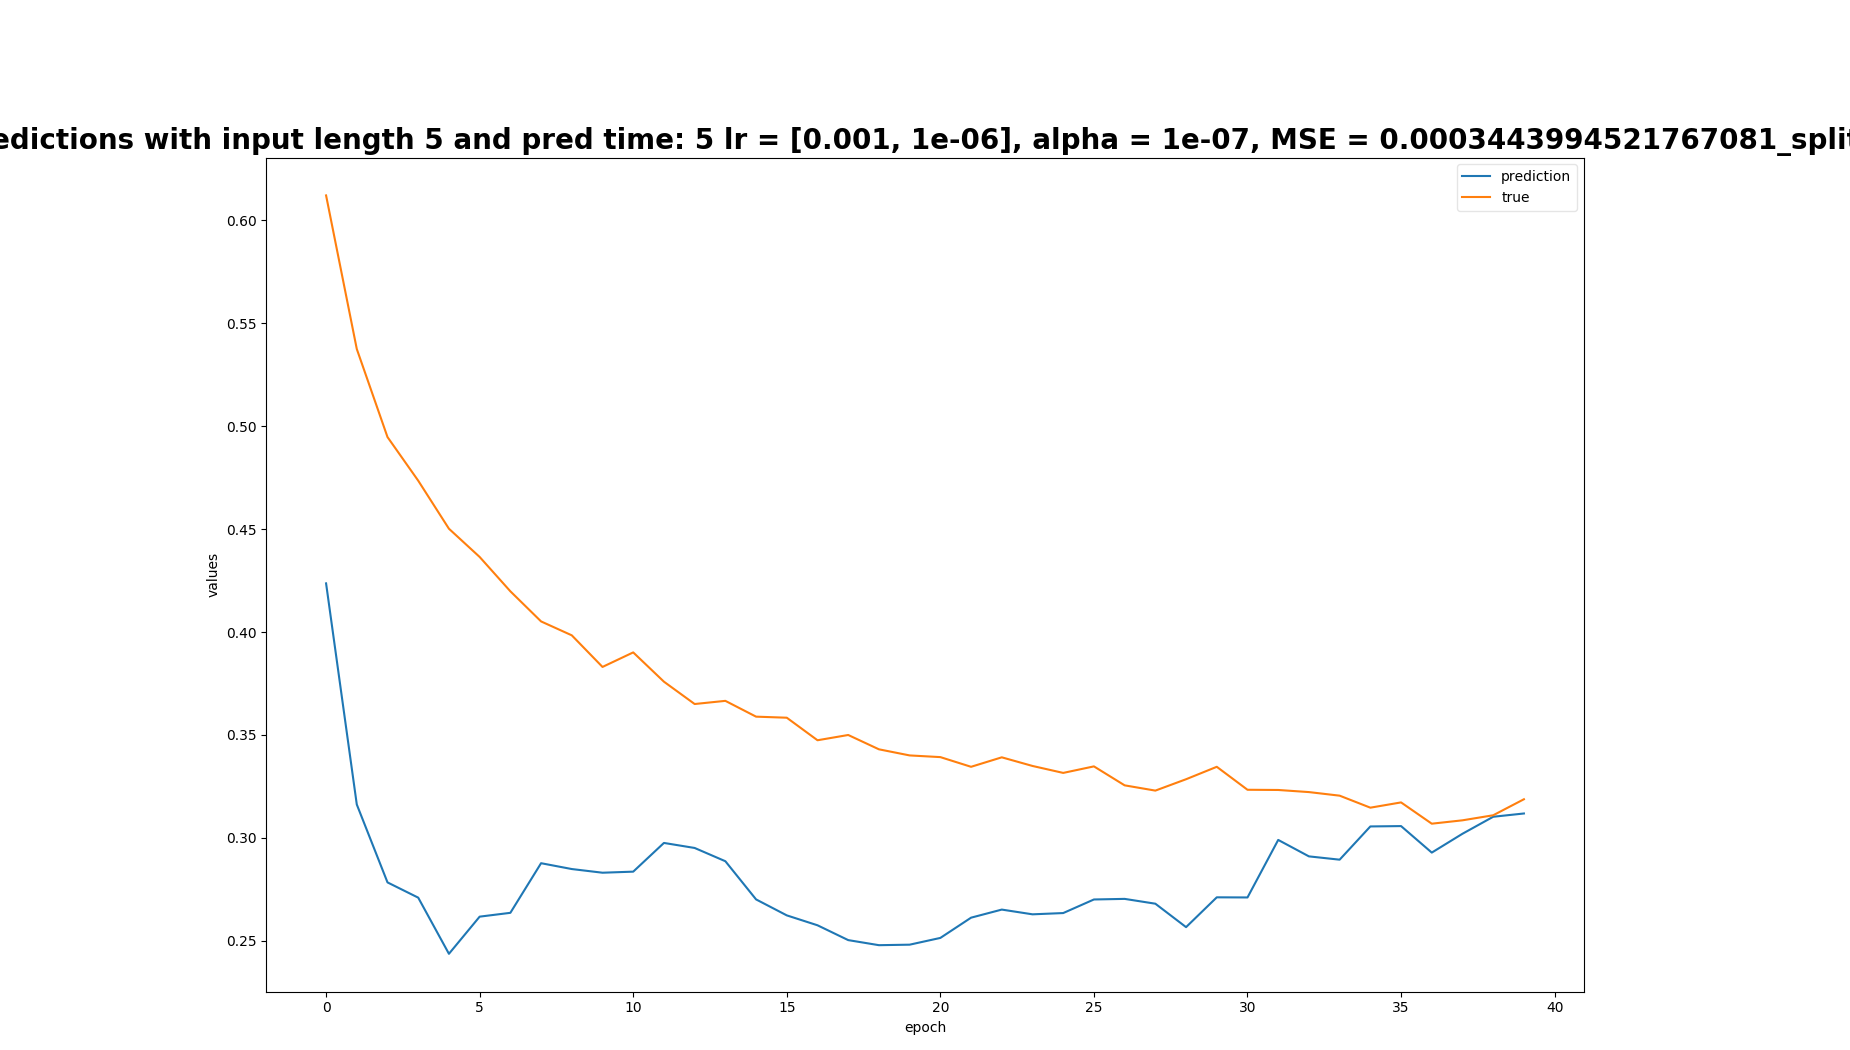 edictions with input length 5 and pred time: 5 lr = [0.001, 1e-06], alpha = 1e-07, MSE = 0.0003443994521767081_split
prediction
true
0.60
0.55
0.50
0.45
0.40
0.35
0.30
0.25
values
0 5 10 15 20 25 30 35 40
epoch